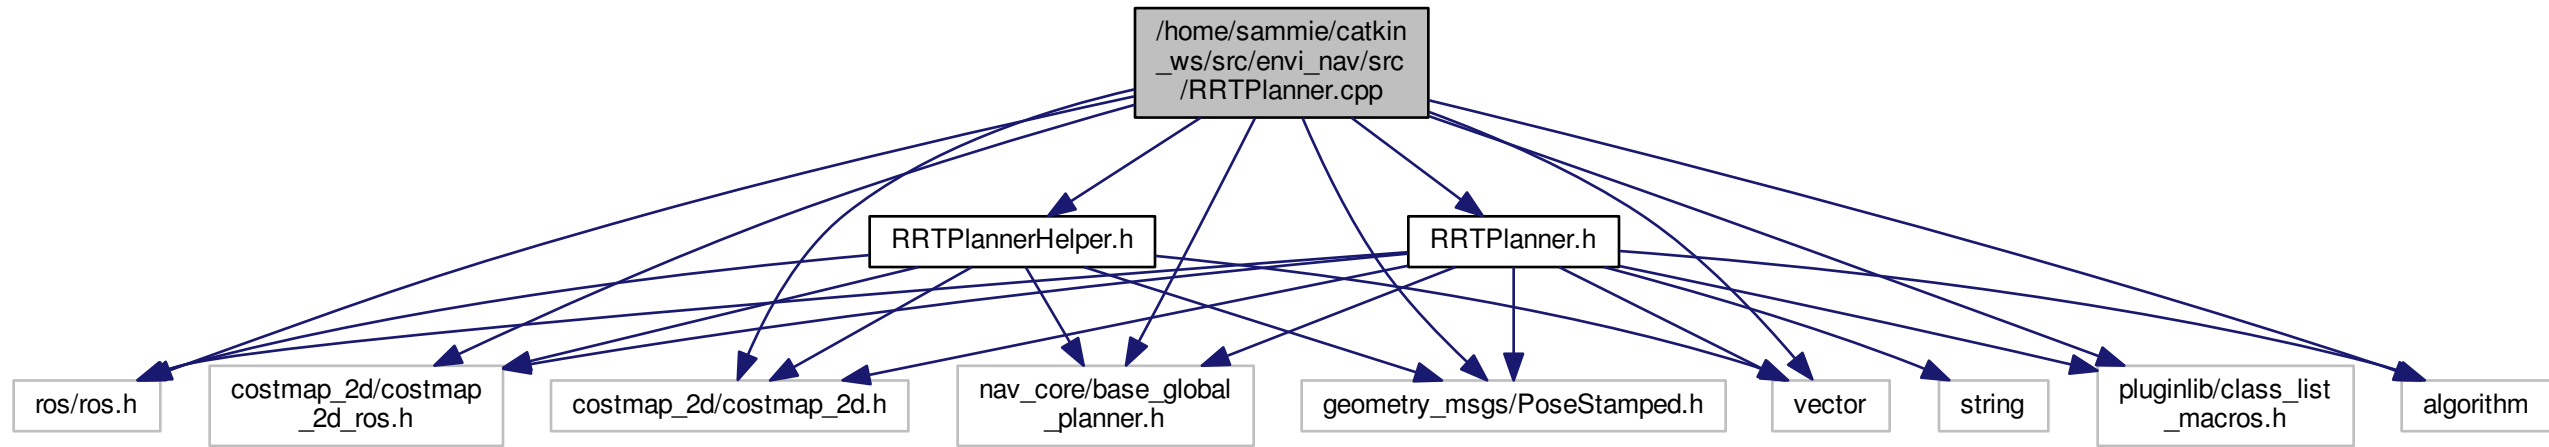 /home/sammie/catkin
_ws/src/envi_nav/src
/RRTPlanner.cpp
RRTPlannerHelper.h
RRTPlanner.h
ros/ros.h
costmap_2d/costmap
_2d_ros.h
costmap_2d/costmap_2d.h
nav_core/base_global
_planner.h
geometry_msgs/PoseStamped.h
vector
string
pluginlib/class_list
_macros.h
algorithm